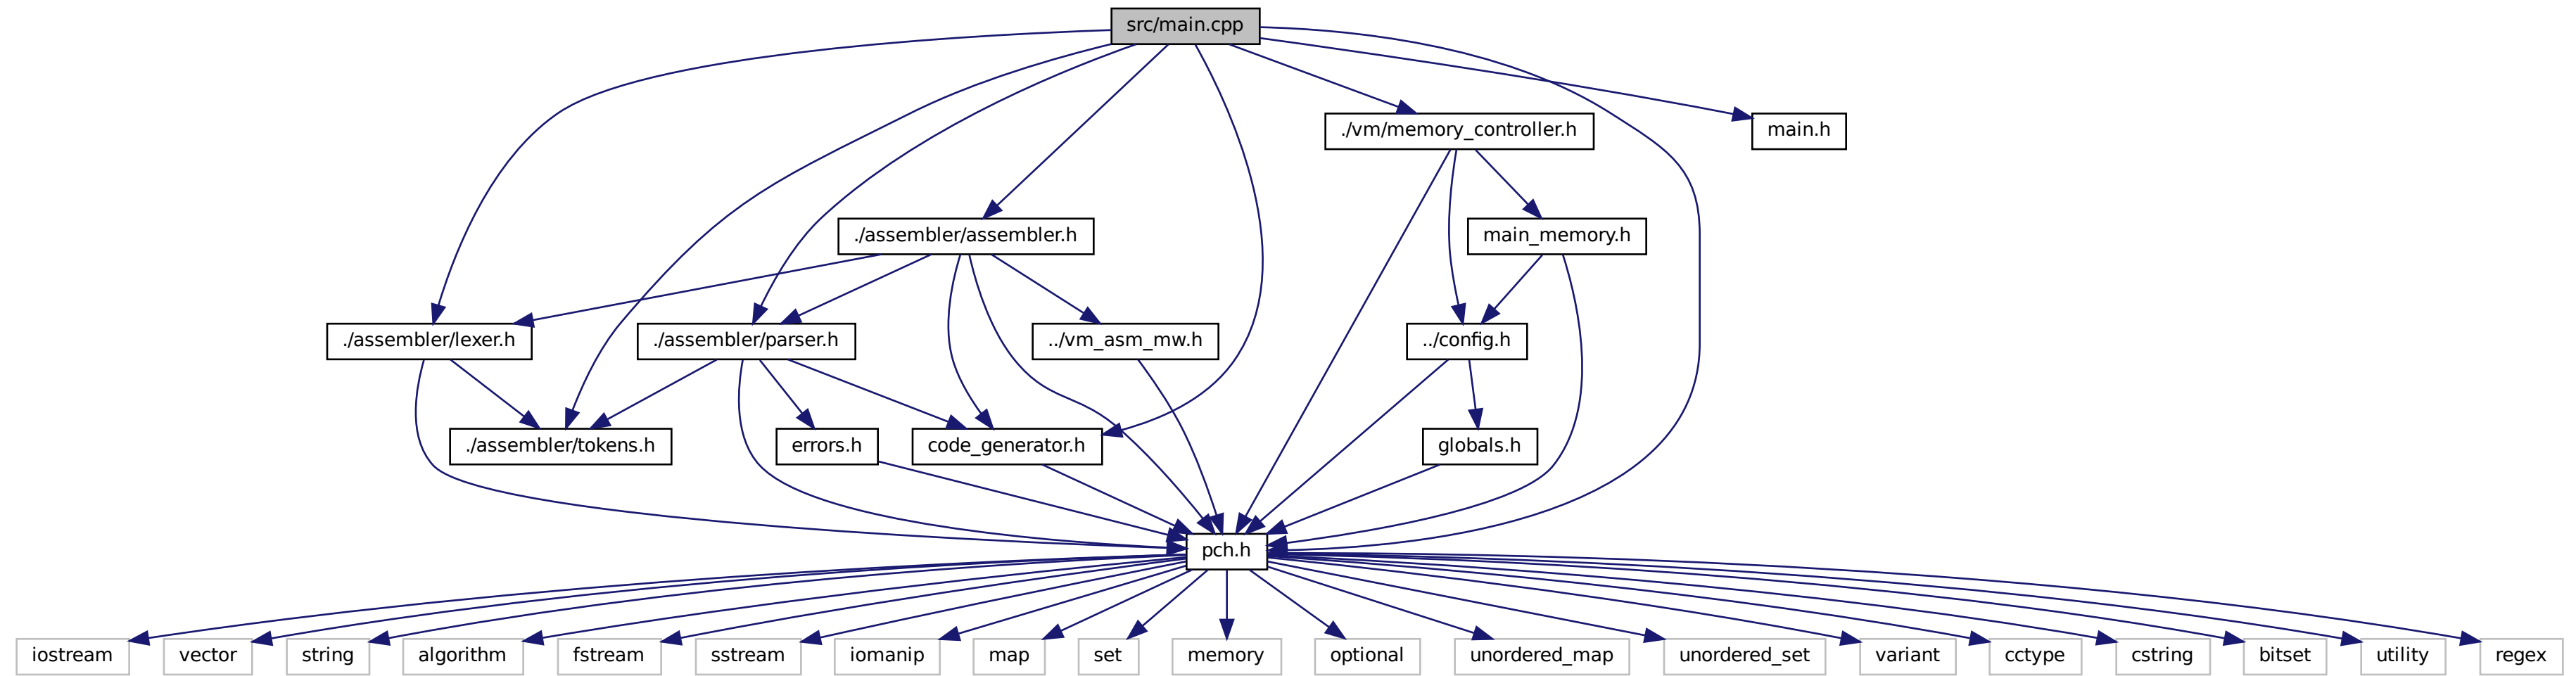 src/main.cpp
./vm/memory_controller.h
main.h
./assembler/assembler.h
main_memory.h
./assembler/lexer.h
./assembler/parser.h
../vm_asm_mw.h
../config.h
./assembler/tokens.h
errors.h
code_generator.h
globals.h
pch.h
iostream
vector
string
algorithm
fstream
sstream
iomanip
map
set
memory
optional
unordered_map
unordered_set
variant
cctype
cstring
bitset
utility
regex